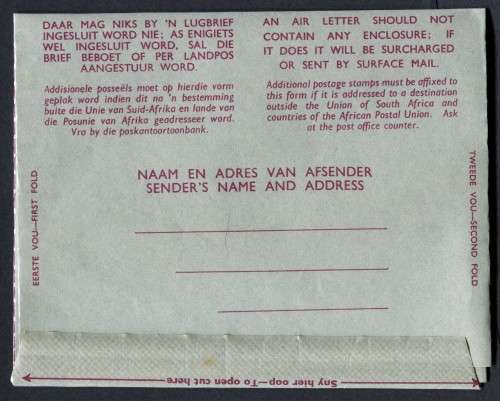 DAAR MAG NIKS BY 'N LUGBRIEF
INGESLUIT WORD NIE; AS ENIGIETS
WEL INGESLUIT WORD, SAL DIE
BRIEF BEBOET OF PER LANDPOS
AANGESTUUR WORD.
Addisionele posseëls moet op hierdie vorm
geplak word indien dit na 'n bestemming
buite die Unie van Suid-Afrika en lande van
die Posunie van Afrika geadresseer word.
Vra by die poskantoortoonbank.
AN AIR LETTER SHOULD NOT
CONTAIN ANY ENCLOSURE; IF
IT DOES IT WILL BE SURCHARGED
OR SENT BY SURFACE MAIL.
Additional postage stamps must be affixed to
this form if it is addressed to a destination
outside the Union of South Africa and
countries of the African Postal Union. Ask
at the post office counter.
NAAM EN ADRES VAN AFSENDER
SENDER'S NAME AND ADDRESS
EERSTE VOU—FIRST FOLD
TWEEDE VOU—SECOND FOLD
Sny hier oop—To open cut here